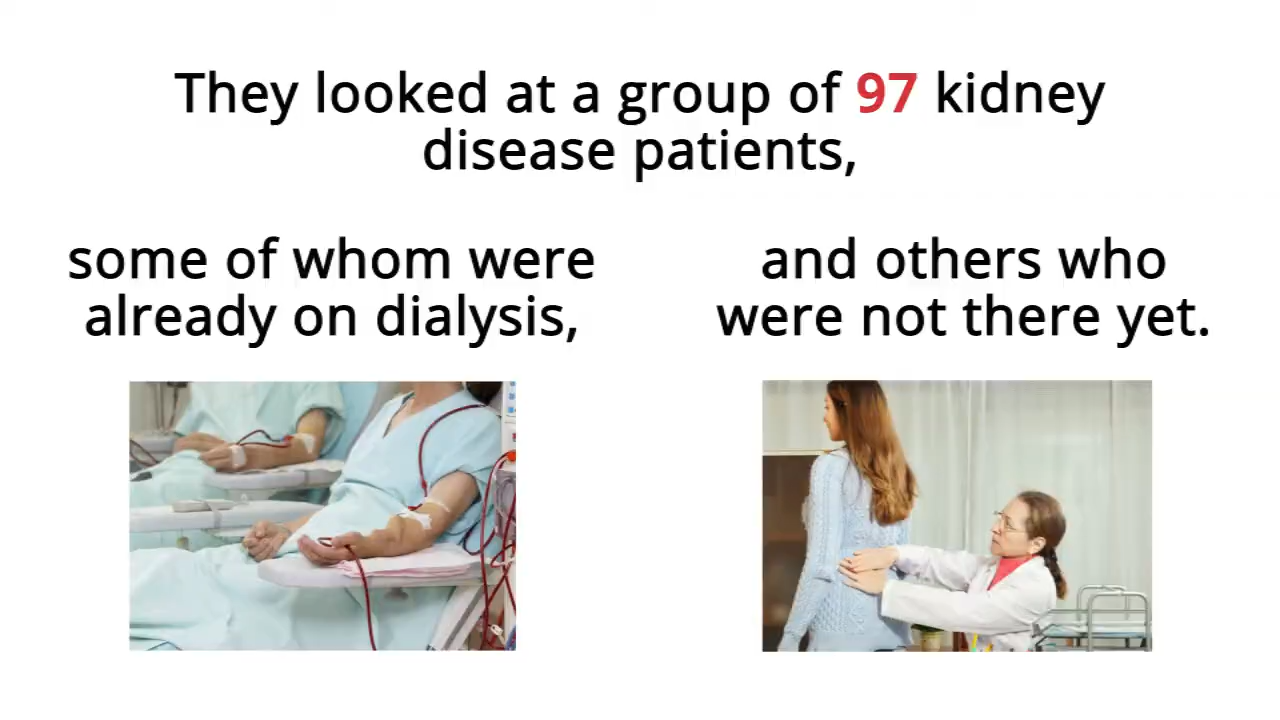 They looked at a group of 97 kidney
disease patients,
some of whom were
already on dialysis,
and others who
were not there yet.